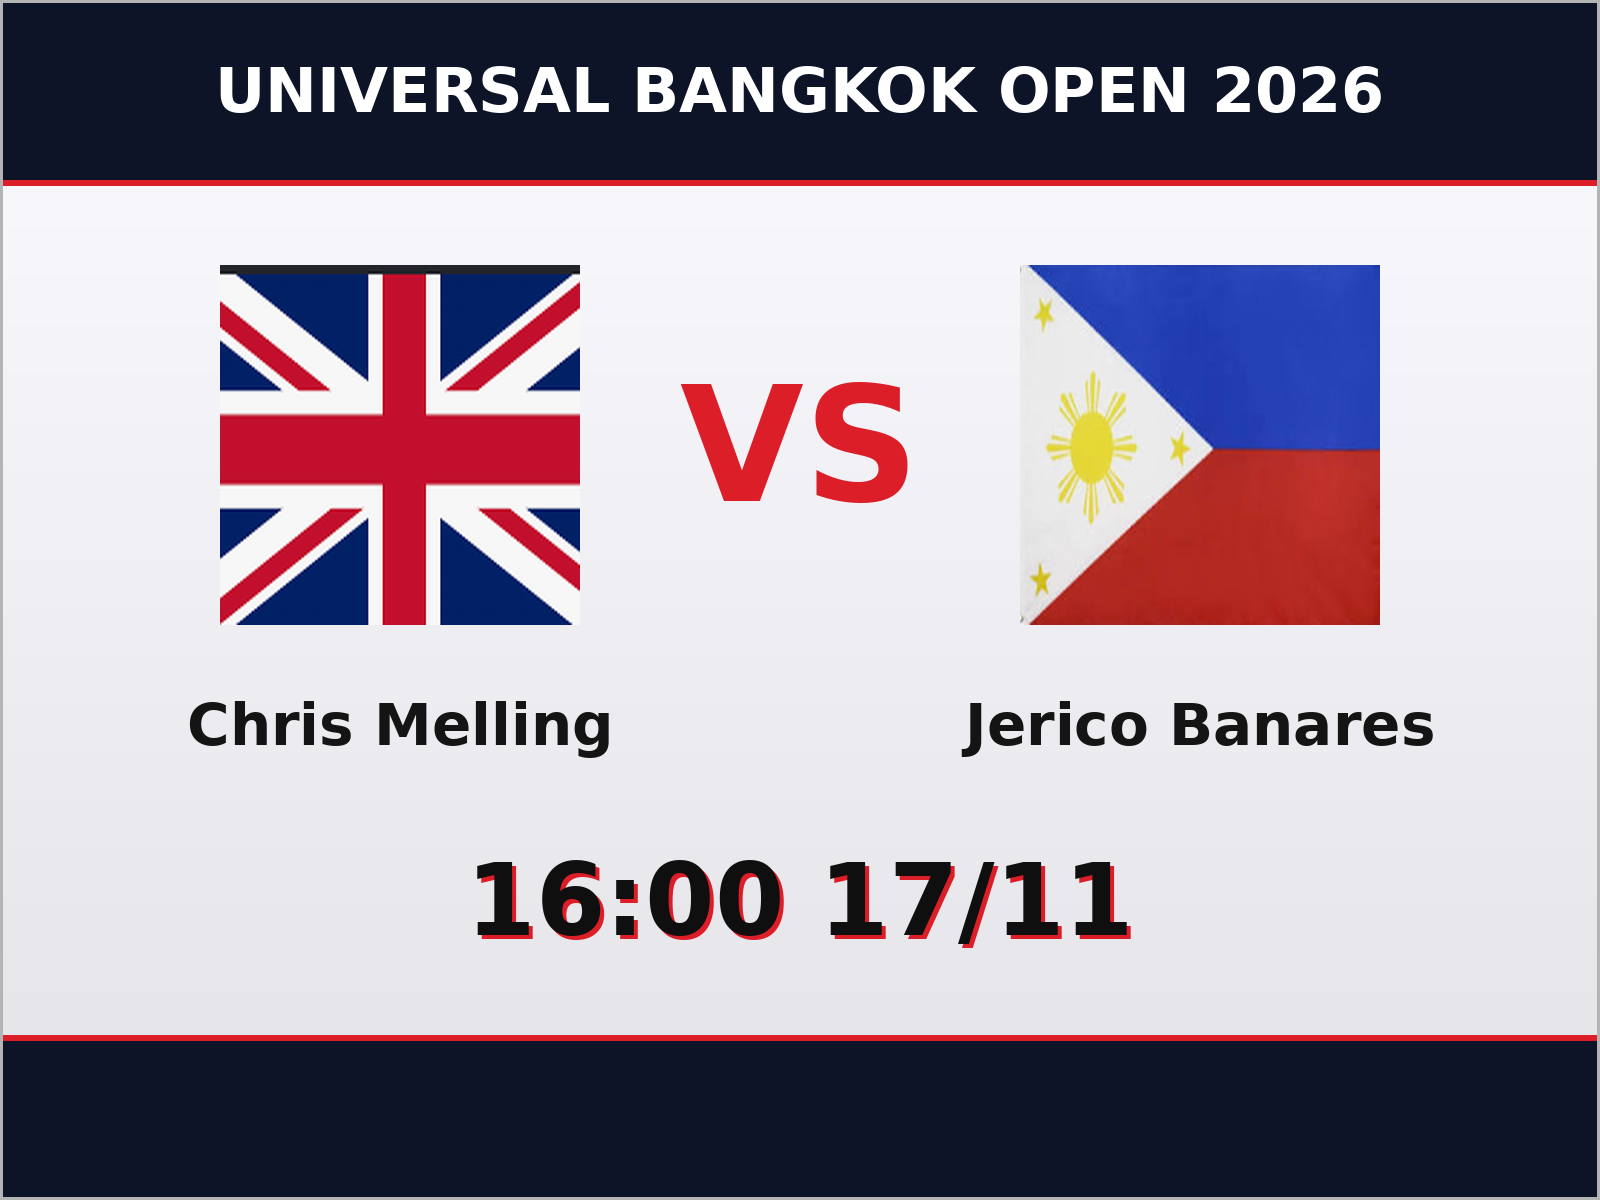 UNIVERSAL BANGKOK OPEN 2026
VS
Chris Melling
Jerico Banares
16:00 17/11